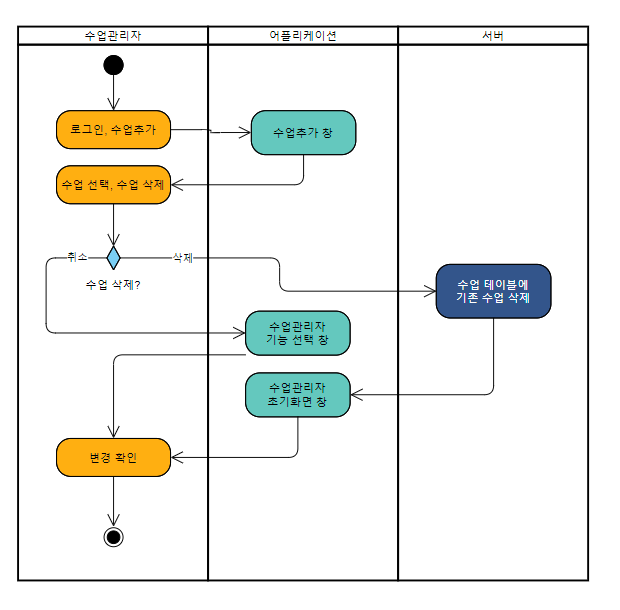 수업관리자
어플리케이션
서버
로그인, 수업추가
수업추가 창
수업 선택, 수업 삭제
취소
삭제
수업 삭제?
수업 테이블에
기존 수업 삭제
수업관리자
기능 선택 창
수업관리자
초기화면 창
변경 확인